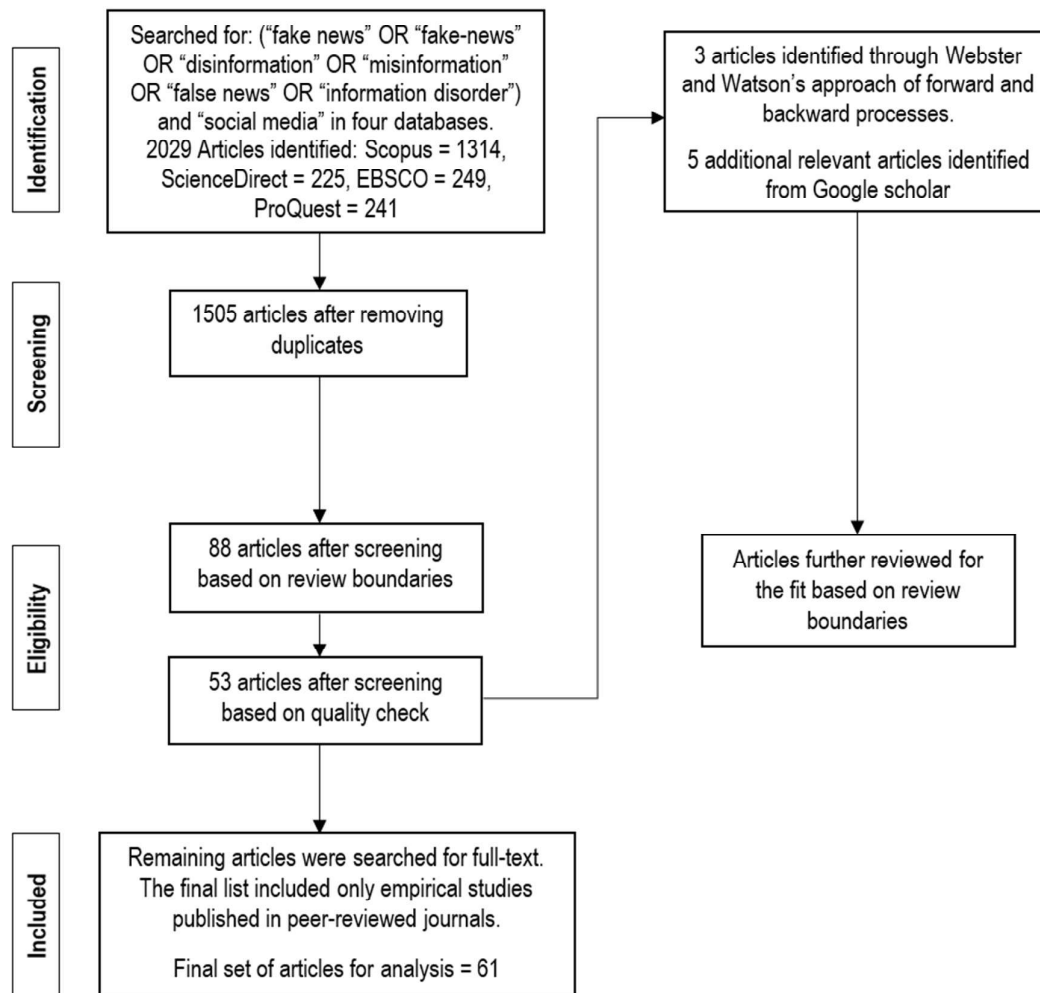 Identification
Searched for: (“fake news” OR “fake-news”
OR “disinformation” OR “misinformation”
OR “false news” OR “information disorder”)
and “social media” in four databases.
2029 Articles identified: Scopus = 1314,
ScienceDirect = 225, EBSCO = 249,
ProQuest = 241
3 articles identified through Webster
and Watson’s approach of forward and
backward processes.
5 additional relevant articles identified
from Google scholar
Screening
1505 articles after removing
duplicates
Eligibility
88 articles after screening
based on review boundaries
Articles further reviewed for
the fit based on review
boundaries
53 articles after screening
based on quality check
Included
Remaining articles were searched for full-text.
The final list included only empirical studies
published in peer-reviewed journals.
Final set of articles for analysis = 61